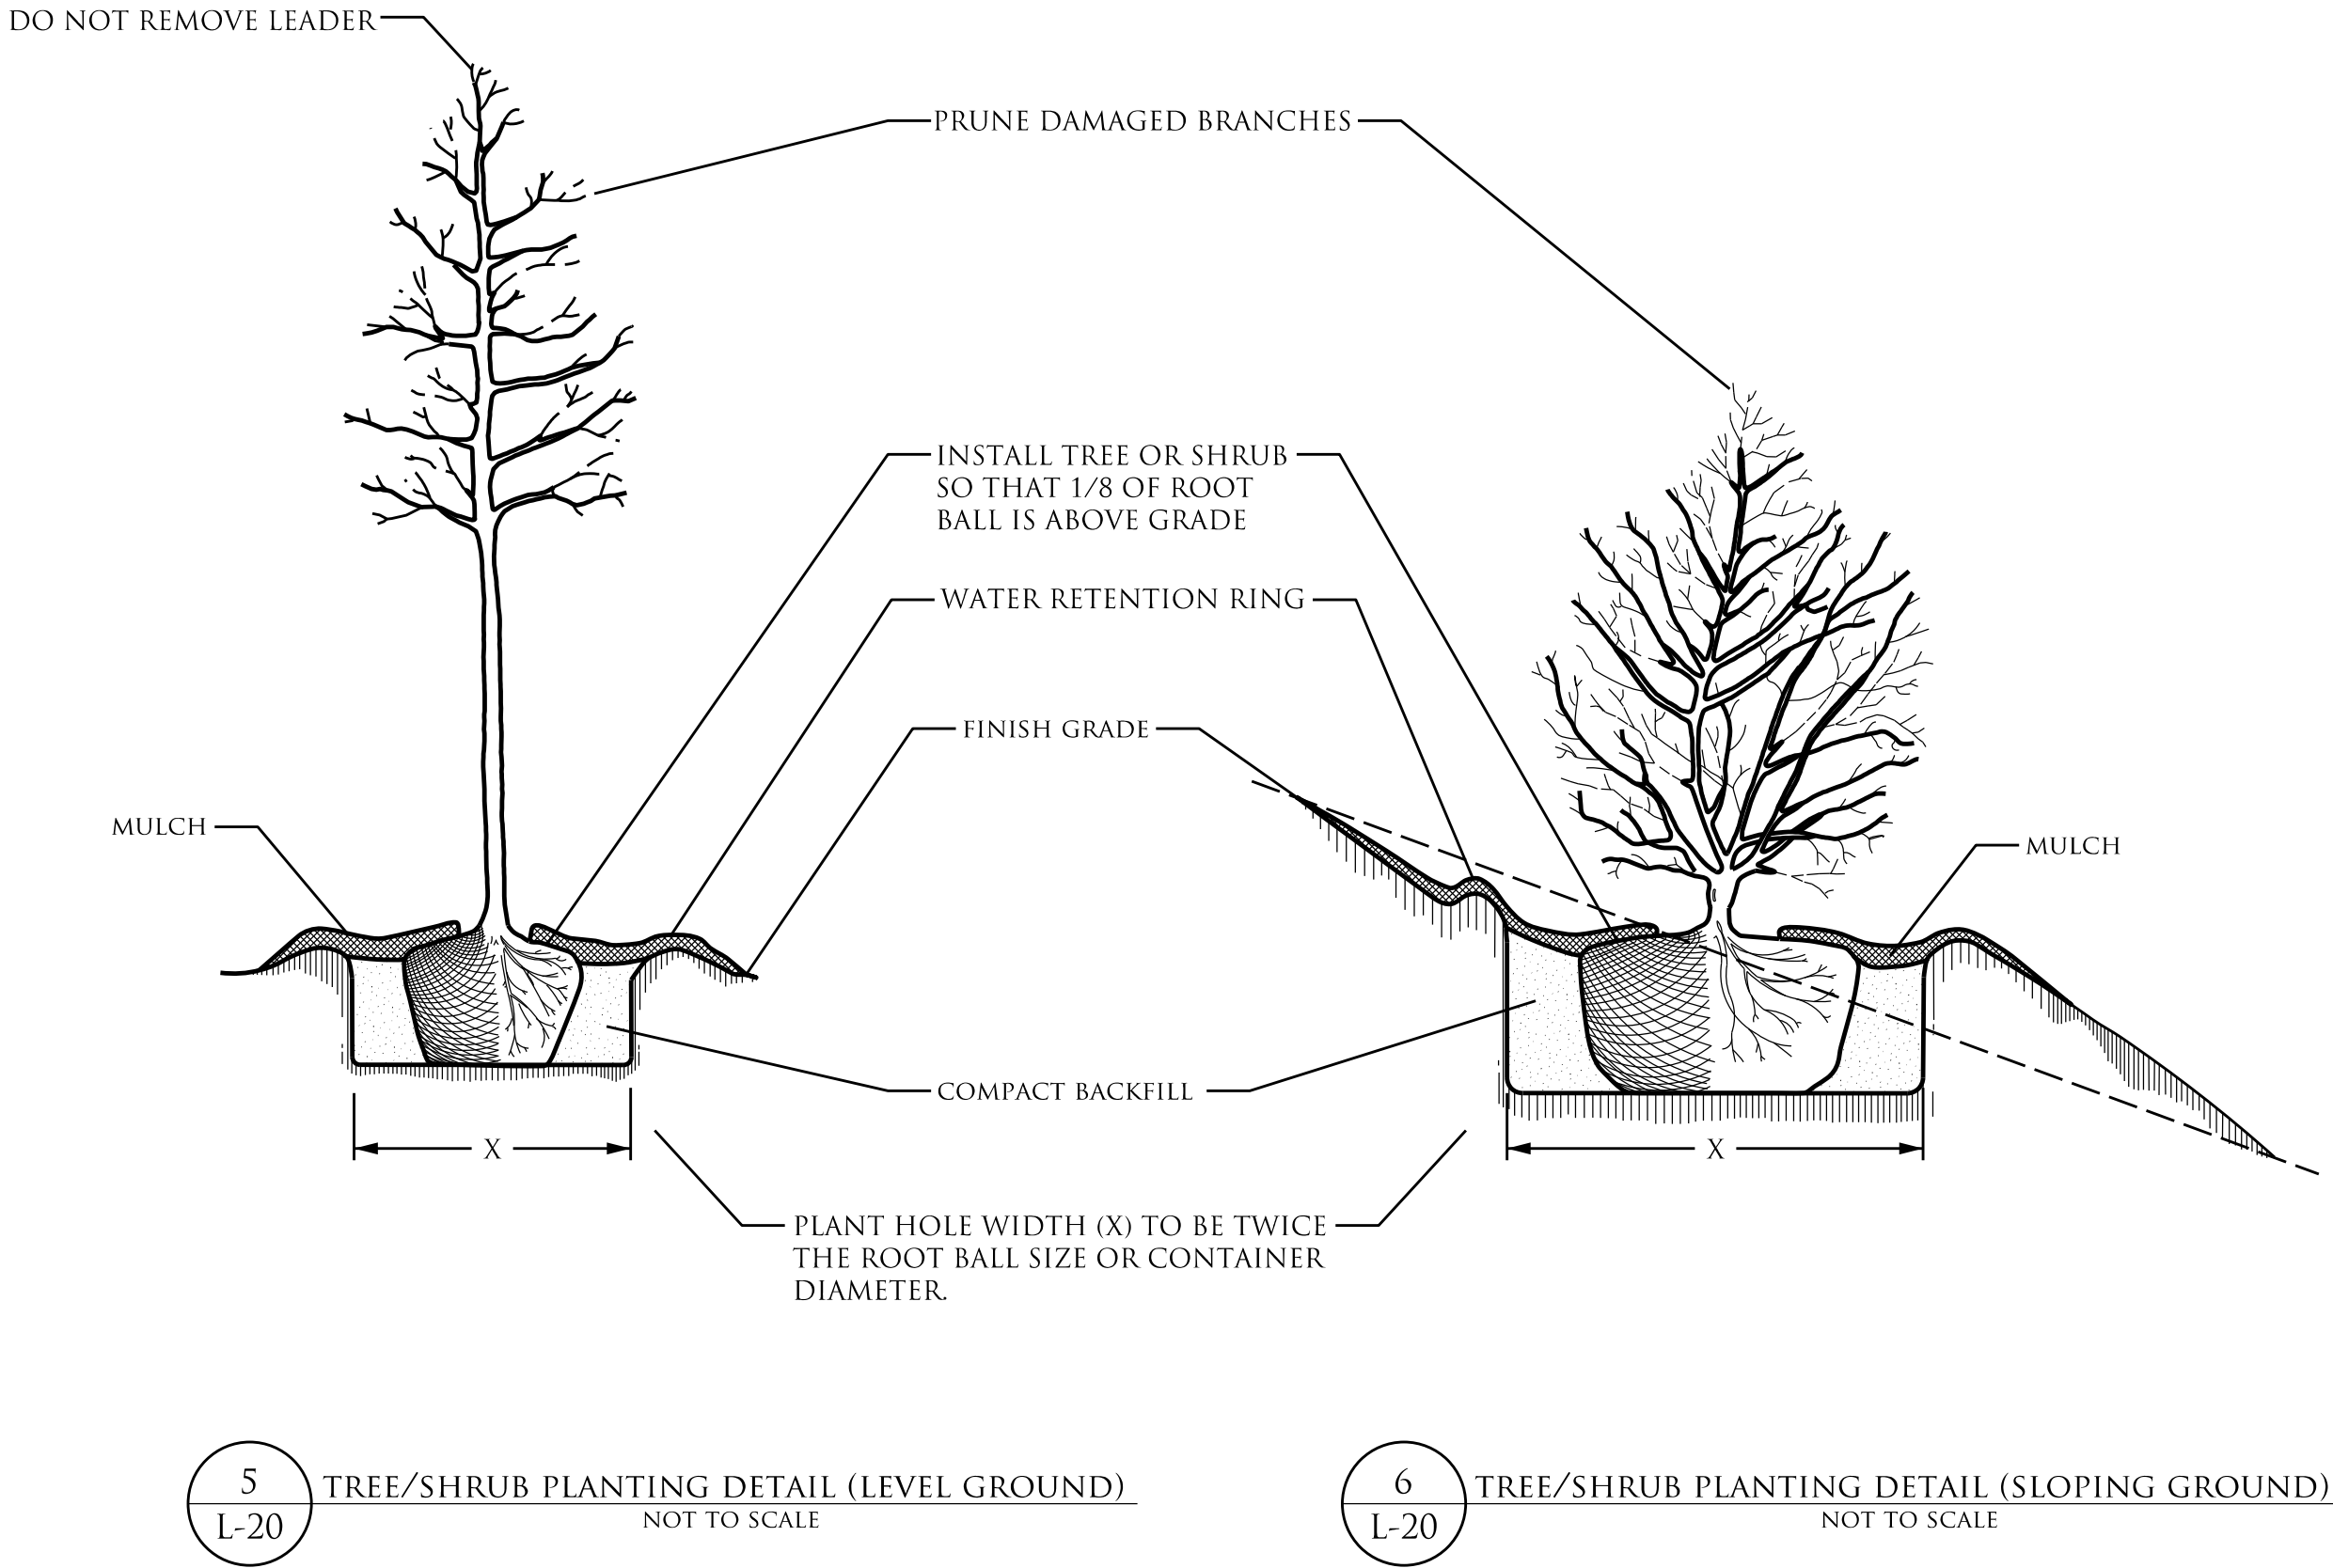 DO NOT REMOVE LEADER
PRUNE DAMAGED BRANCHES
INSTALL TREE OR SHRUB
SO THAT 1/8 OF ROOT
BALL IS ABOVE GRADE
WATER RETENTION RING
FINISH GRADE
MULCH
MULCH
COMPACT BACKFILL
X
X
PLANT HOLE WIDTH (X) TO BE TWICE
THE ROOT BALL SIZE OR CONTAINER
DIAMETER.
5
L-20
TREE/SHRUB PLANTING DETAIL (LEVEL GROUND)
NOT TO SCALE
6
L-20
TREE/SHRUB PLANTING DETAIL (SLOPING GROUND)
NOT TO SCALE